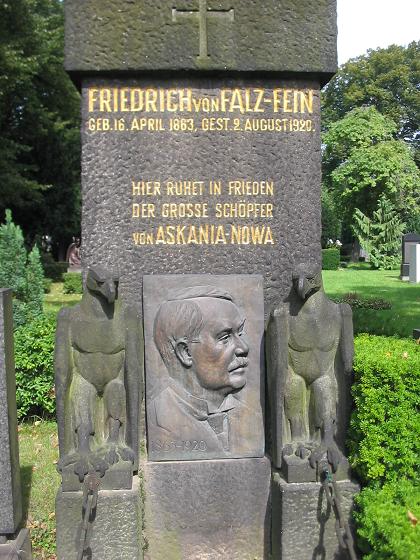 FRIEDRICH VON FALZ-FEIN
GEB. 16. APRIL 1863, GEST. 2. AUGUST 1920.
HIER RUHET IN FRIEDEN
DER GROSSE SCHÖPFER
VON ASKANIA-NOWA
1863-1920